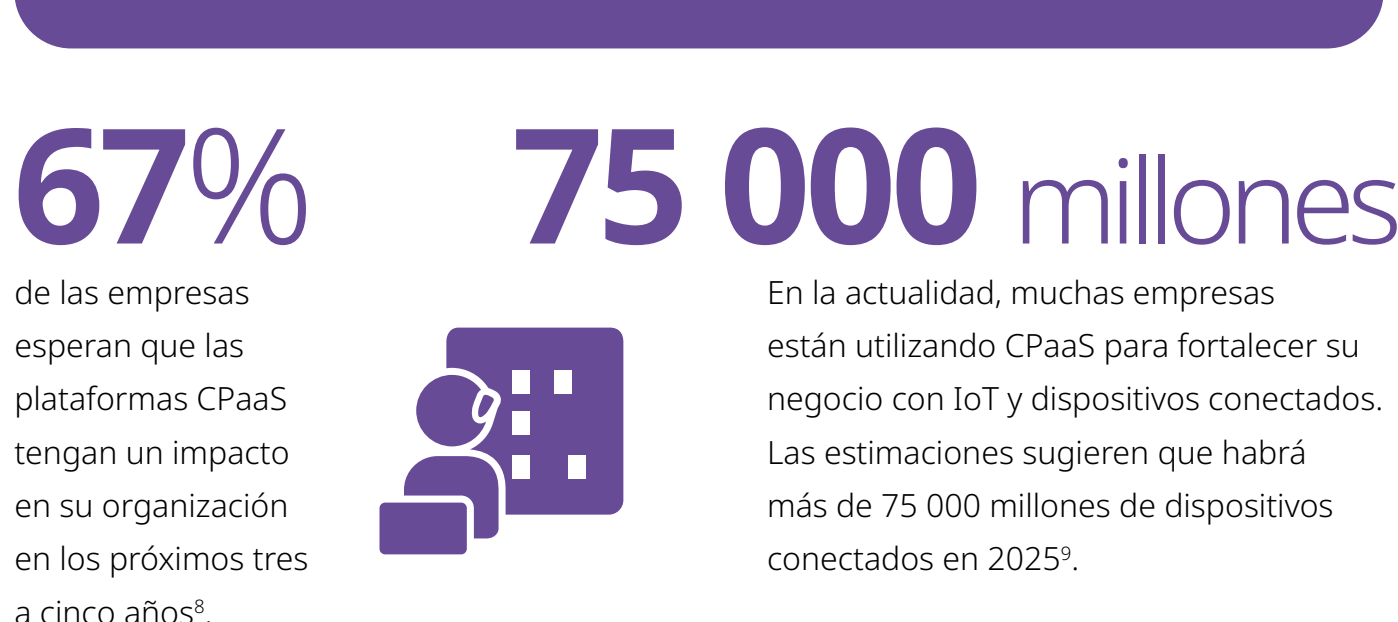 67%
de las empresas
esperan que las
plataformas CPaaS
tengan un impacto
en su organización
en los próximos tres
a cinco años⁸.
75 000 millones
En la actualidad, muchas empresas
están utilizando CPaaS para fortalecer su
negocio con IoT y dispositivos conectados.
Las estimaciones sugieren que habrá
más de 75 000 millones de dispositivos
conectados en 2025⁹.